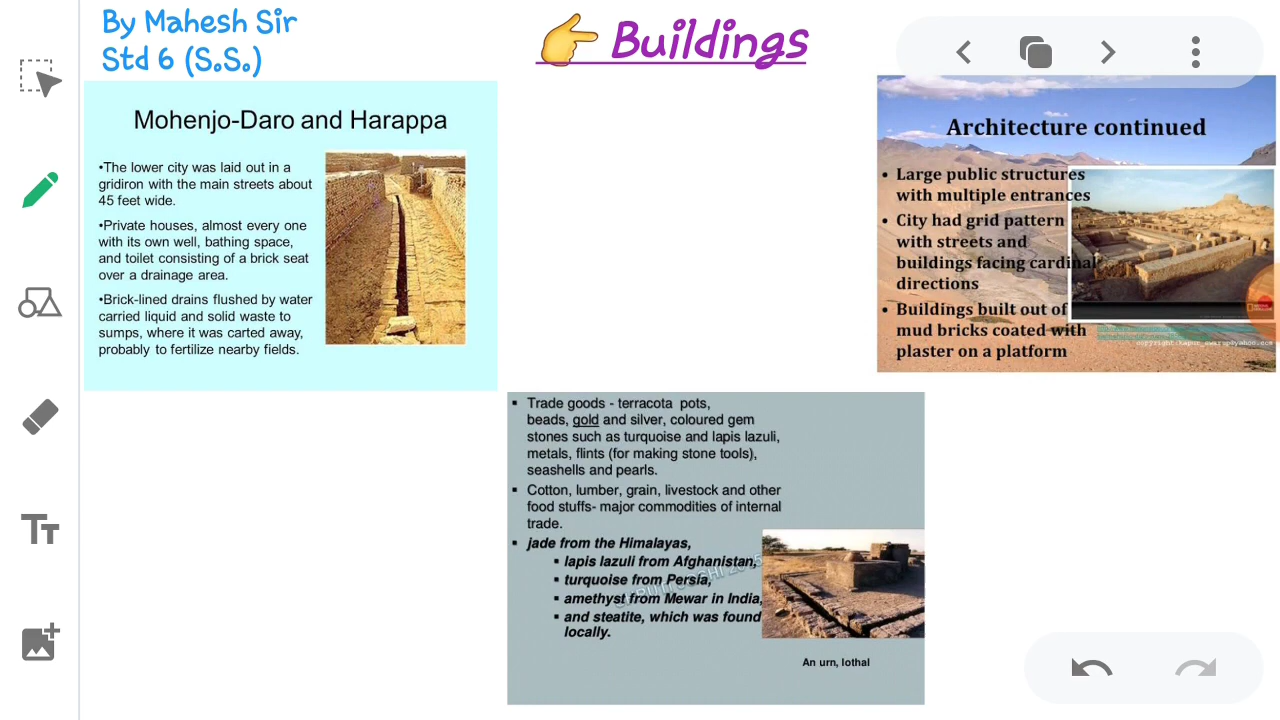 By Mahesh Sir
Std 6 (S.S.)
Buildings
Mohenjo-Daro and Harappa
•The lower city was laid out in a
gridiron with the main streets about
45 feet wide.
•Private houses, almost every one
with its own well, bathing space,
and toilet consisting of a brick seat
over a drainage area.
•Brick-lined drains flushed by water
carried liquid and solid waste to
sumps, where it was carted away,
probably to fertilize nearby fields.
Architecture continued
• Large public structures
with multiple entrances
• City had grid pattern
with streets and
buildings facing cardinal
directions
• Buildings built out of
mud bricks coated with
plaster on a platform
▪ Trade goods - terracota pots,
beads, gold and silver, coloured gem
stones such as turquoise and lapis lazuli,
metals, flints (for making stone tools),
seashells and pearls.
▪ Cotton, lumber, grain, livestock and other
food stuffs- major commodities of internal
trade.
▪ jade from the Himalayas,
▪ lapis lazuli from Afghanistan,
▪ turquoise from Persia,
▪ amethyst from Mewar in India,
▪ and steatite, which was found
locally.
An urn, lothal
TT